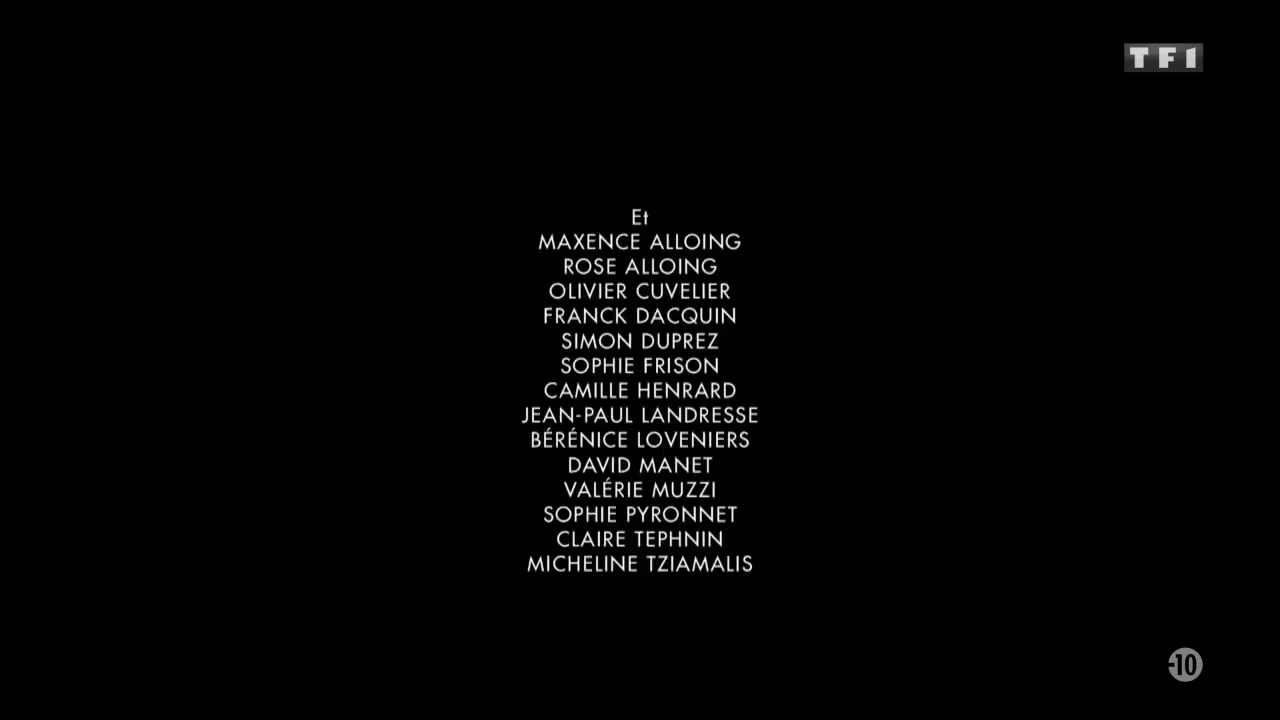 TF1
Et
MAXENCE ALLOING
ROSE ALLOING
OLIVIER CUVELIER
FRANCK DACQUIN
SIMON DUPREZ
SOPHIE FRISON
CAMILLE HENRARD
JEAN-PAUL LANDRESSE
BÉRÉNICE LOVENIERS
DAVID MANET
VALÉRIE MUZZI
SOPHIE PYRONNET
CLAIRE TEPHNIN
MICHELINE TZIAMALIS
-10